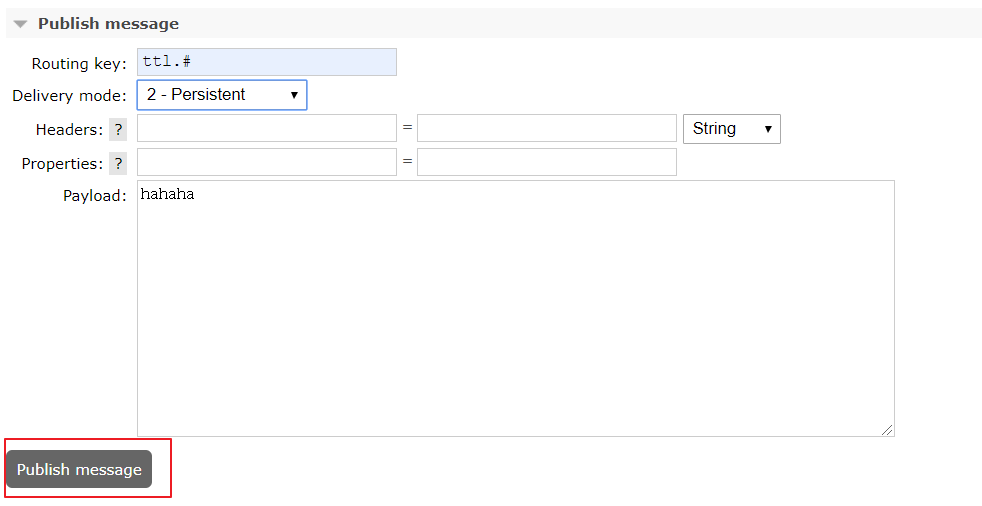 Publish message
Routing key: ttl.#
Delivery mode: 2 - Persistent
Headers: ? = String
Properties: ? =
Payload: hahaha
Publish message